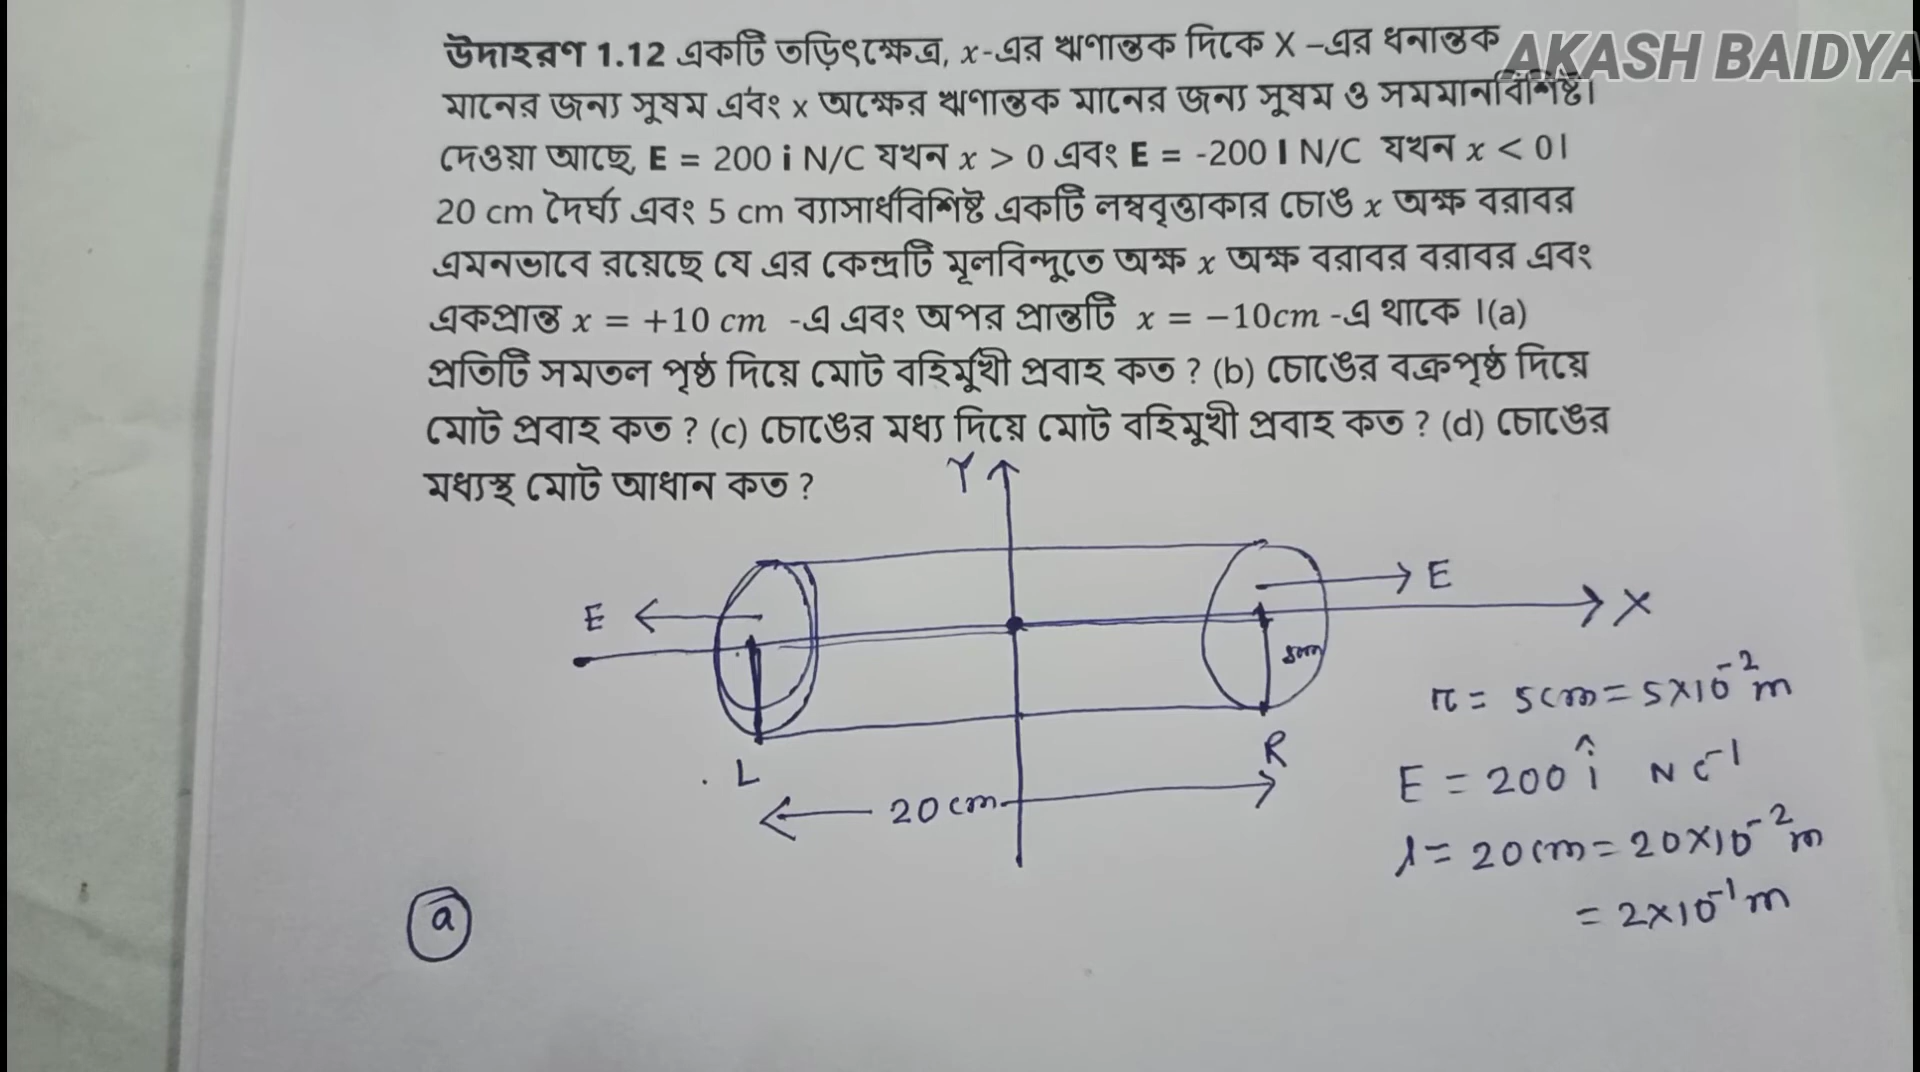 AKASH BAIDYA
উদাহরণ 1.12 একটি তড়িৎক্ষেত্র, x-এর ঋণাত্তক দিকে X –এর ধনাত্তক
মানের জন্য সুষম এবং x অক্ষের ঋণাত্তক মানের জন্য সুষম ও সমমানবিশিষ্ট।
দেওয়া আছে, E = 200 i N/C যখন x > 0 এবং E = -200 I N/C যখন x < 0।
20 cm দৈর্ঘ্য এবং 5 cm ব্যাসার্ধবিশিষ্ট একটি লম্ববৃত্তাকার চোঙ x অক্ষ বরাবর
এমনভাবে রয়েছে যে এর কেন্দ্রটি মূলবিন্দুতে অক্ষ x অক্ষ বরাবর বরাবর এবং
একপ্রান্ত x = +10 cm -এ এবং অপর প্রান্তটি x = −10cm -এ থাকে ।(a)
প্রতিটি সমতল পৃষ্ঠ দিয়ে মোট বহির্মুখী প্রবাহ কত ? (b) চোঙের বক্রপৃষ্ঠ দিয়ে
মোট প্রবাহ কত ? (c) চোঙের মধ্য দিয়ে মোট বহিমুখী প্রবাহ কত ? (d) চোঙের
মধ্যস্থ মোট আধান কত ?
Y
E
E
X
5cm
r = 5cm = 5×10⁻² m
L
R
E = 200 î N C⁻¹
20 cm
l = 20cm = 20×10⁻² m
= 2×10⁻¹ m
a